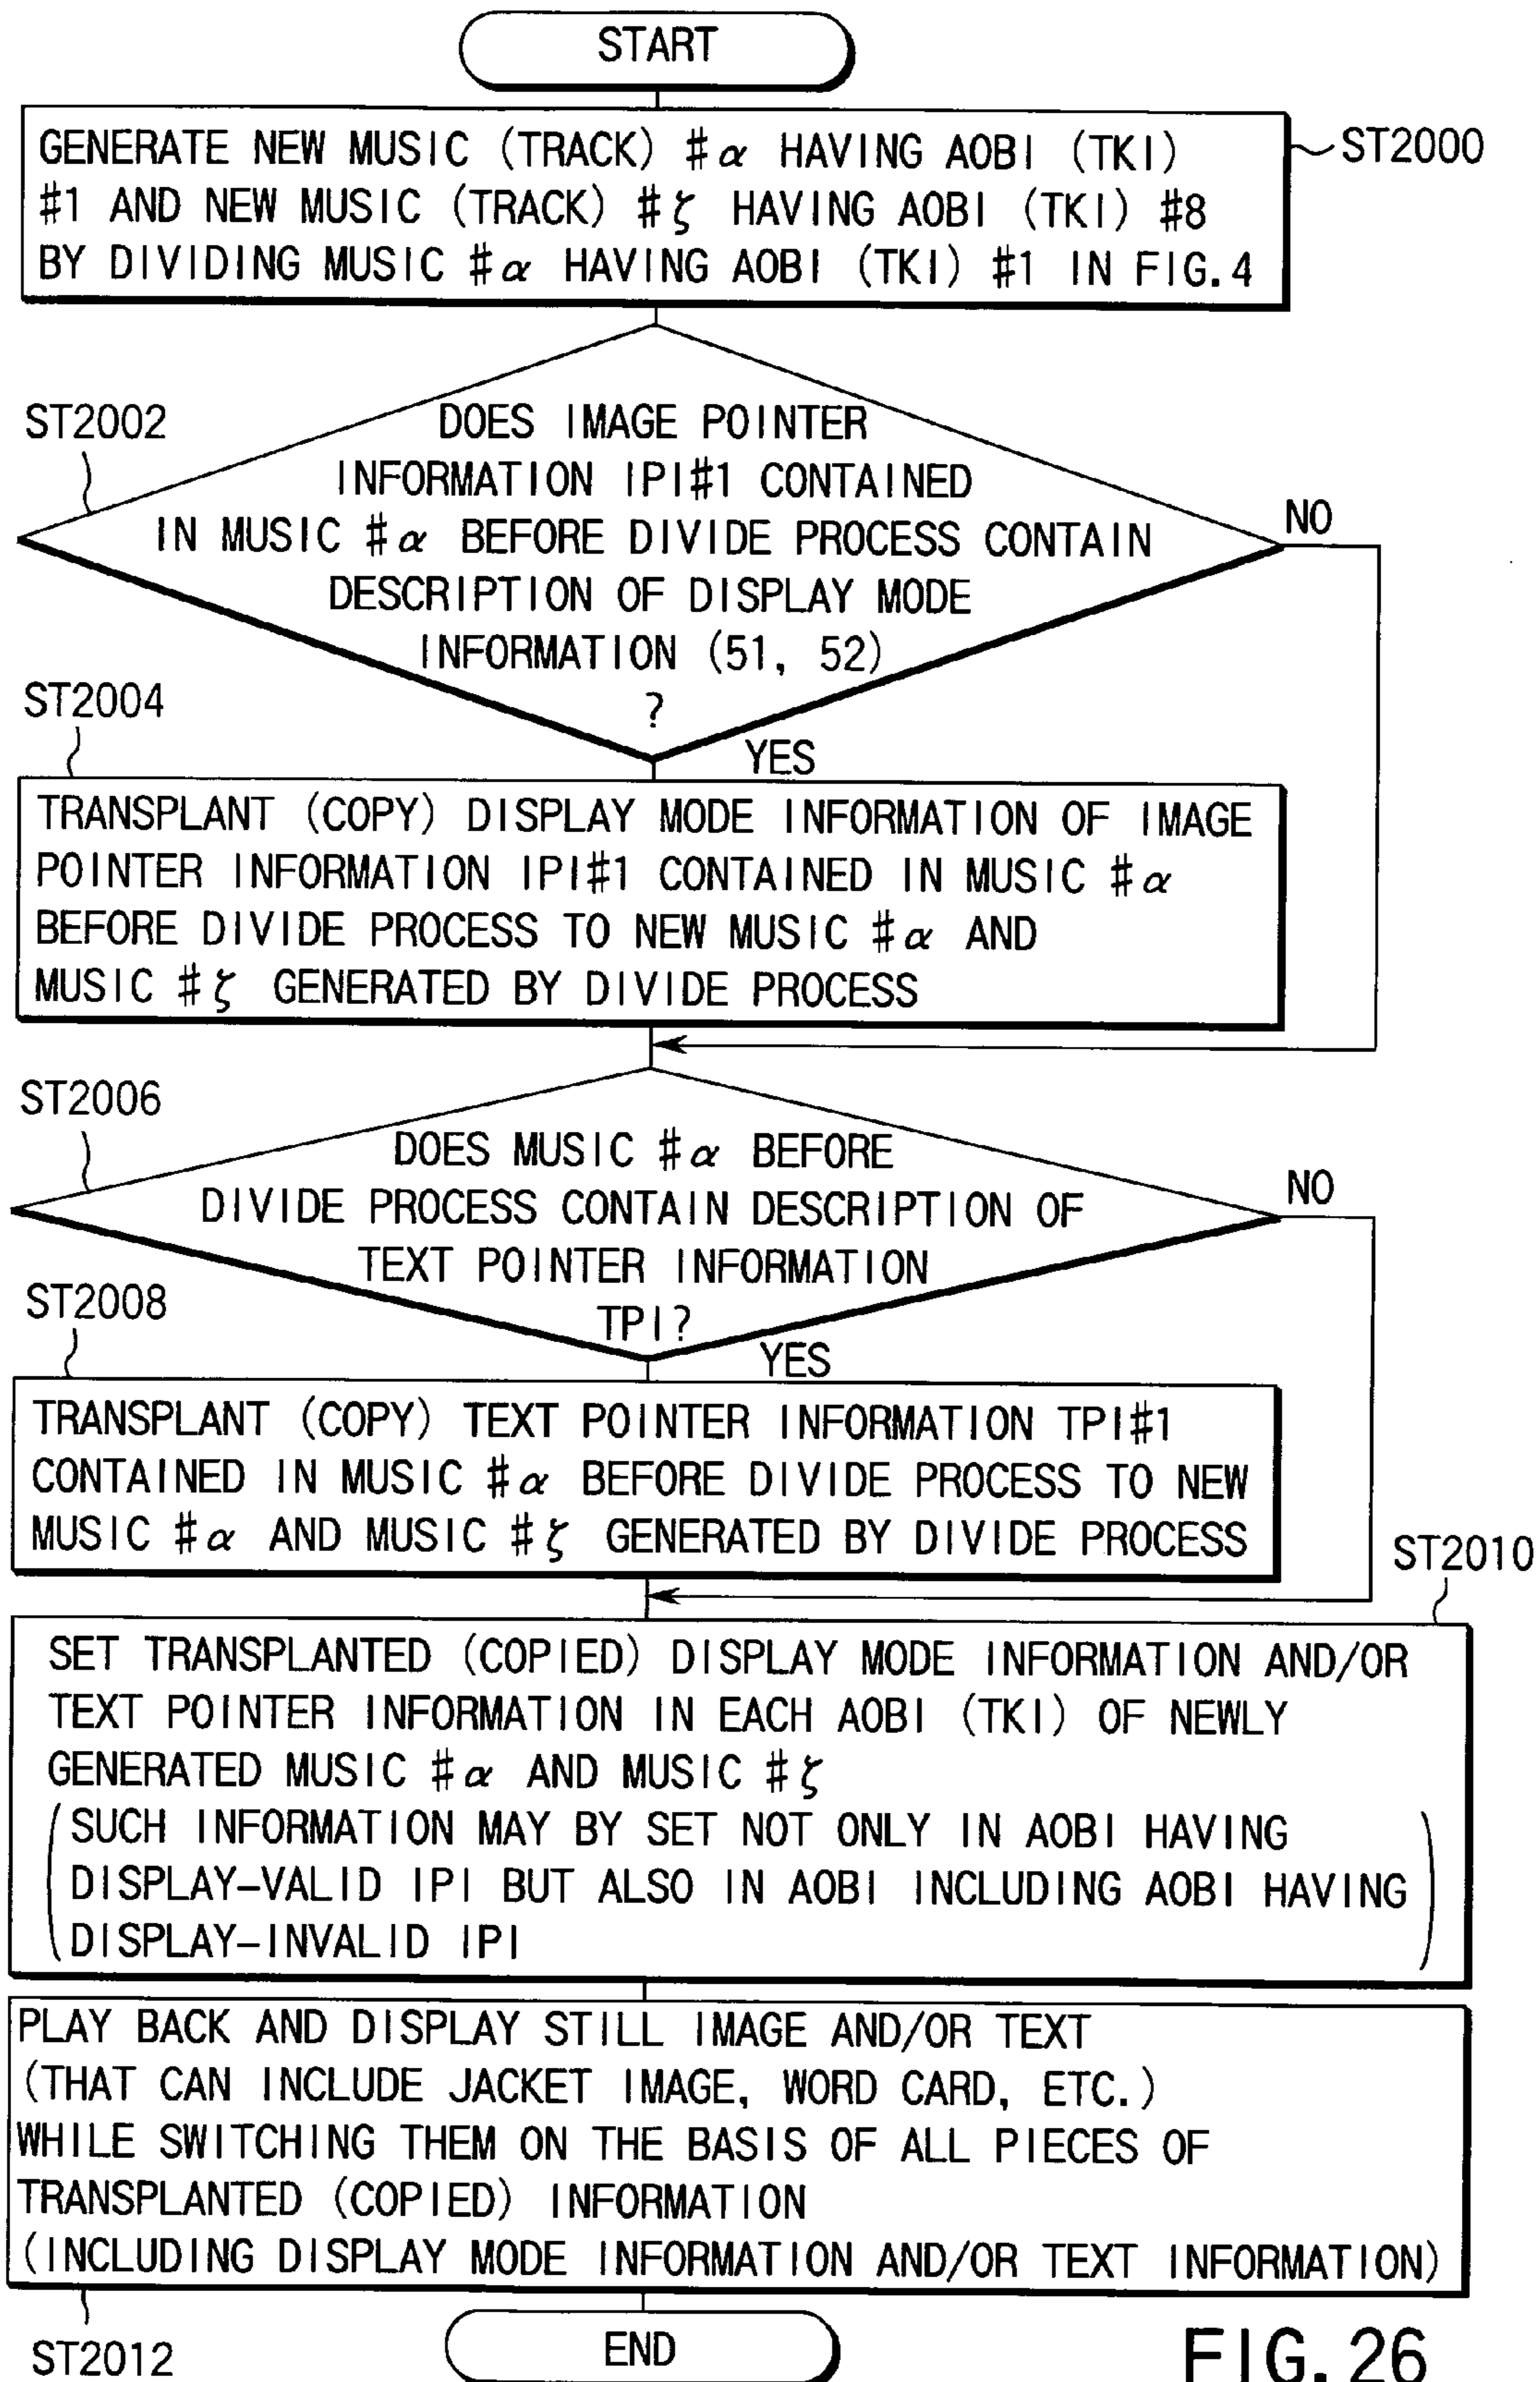 START
GENERATE NEW MUSIC (TRACK) #α HAVING AOBI (TKI)
#1 AND NEW MUSIC (TRACK) #ζ HAVING AOBI (TKI) #8
BY DIVIDING MUSIC #α HAVING AOBI (TKI) #1 IN FIG.4
ST2000
ST2002
DOES IMAGE POINTER
INFORMATION IPI#1 CONTAINED
IN MUSIC #α BEFORE DIVIDE PROCESS CONTAIN
DESCRIPTION OF DISPLAY MODE
INFORMATION (51, 52)
?
NO
YES
ST2004
TRANSPLANT (COPY) DISPLAY MODE INFORMATION OF IMAGE
POINTER INFORMATION IPI#1 CONTAINED IN MUSIC #α
BEFORE DIVIDE PROCESS TO NEW MUSIC #α AND
MUSIC #ζ GENERATED BY DIVIDE PROCESS
ST2006
DOES MUSIC #α BEFORE
DIVIDE PROCESS CONTAIN DESCRIPTION OF
TEXT POINTER INFORMATION
TPI?
NO
YES
ST2008
TRANSPLANT (COPY) TEXT POINTER INFORMATION TPI#1
CONTAINED IN MUSIC #α BEFORE DIVIDE PROCESS TO NEW
MUSIC #α AND MUSIC #ζ GENERATED BY DIVIDE PROCESS
ST2010
SET TRANSPLANTED (COPIED) DISPLAY MODE INFORMATION AND/OR
TEXT POINTER INFORMATION IN EACH AOBI (TKI) OF NEWLY
GENERATED MUSIC #α AND MUSIC #ζ
(SUCH INFORMATION MAY BY SET NOT ONLY IN AOBI HAVING
DISPLAY-VALID IPI BUT ALSO IN AOBI INCLUDING AOBI HAVING
DISPLAY-INVALID IPI)
PLAY BACK AND DISPLAY STILL IMAGE AND/OR TEXT
(THAT CAN INCLUDE JACKET IMAGE, WORD CARD, ETC.)
WHILE SWITCHING THEM ON THE BASIS OF ALL PIECES OF
TRANSPLANTED (COPIED) INFORMATION
(INCLUDING DISPLAY MODE INFORMATION AND/OR TEXT INFORMATION)
ST2012
END
FIG. 26